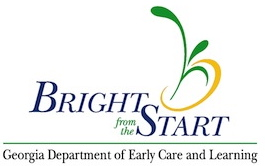 BRIGHT
from
the START
Georgia Department of Early Care and Learning